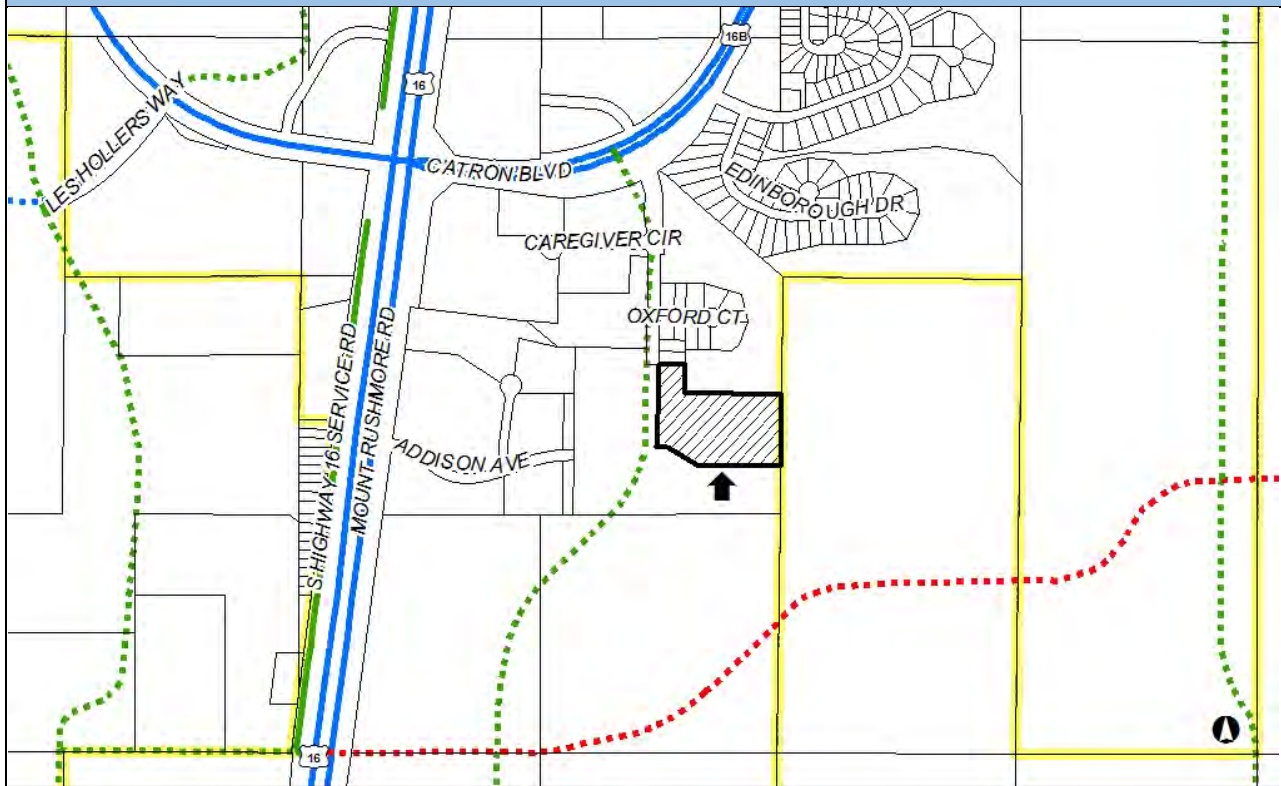 16B
16
LES HOLLERS WAY
CATRON BLVD
EDINBOROUGH DR
CAREGIVER CIR
OXFORD CT
S HIGHWAY 16 SERVICE RD
MOUNT RUSHMORE RD
ADDISON AVE
16